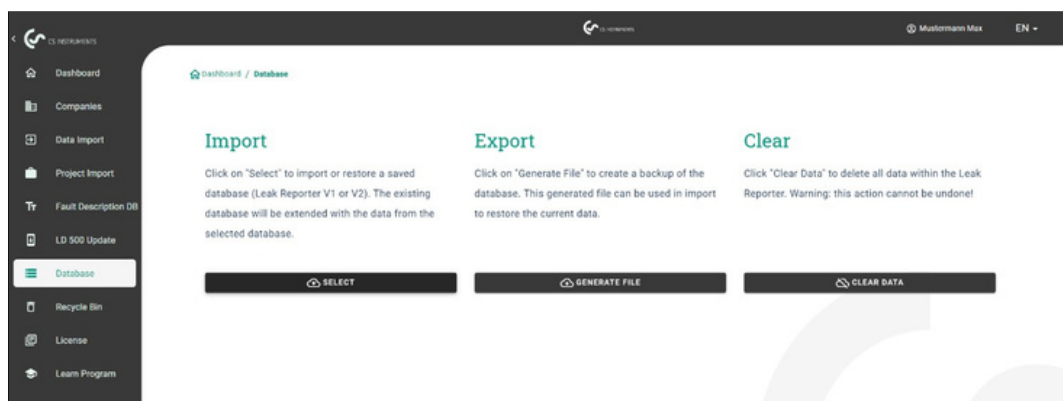 CS INSTRUMENTS
CS INSTRUMENTS
Mustermann Max
EN
Dashboard
Companies
Data Import
Project Import
Fault Description DB
LD 500 Update
Database
Recycle Bin
License
Learn Program
Dashboard / Database
Import
Click on "Select" to import or restore a saved
database (Leak Reporter V1 or V2). The existing
database will be extended with the data from the
selected database.
SELECT
Export
Click on "Generate File" to create a backup of the
database. This generated file can be used in import
to restore the current data.
GENERATE FILE
Clear
Click "Clear Data" to delete all data within the Leak
Reporter. Warning: this action cannot be undone!
CLEAR DATA